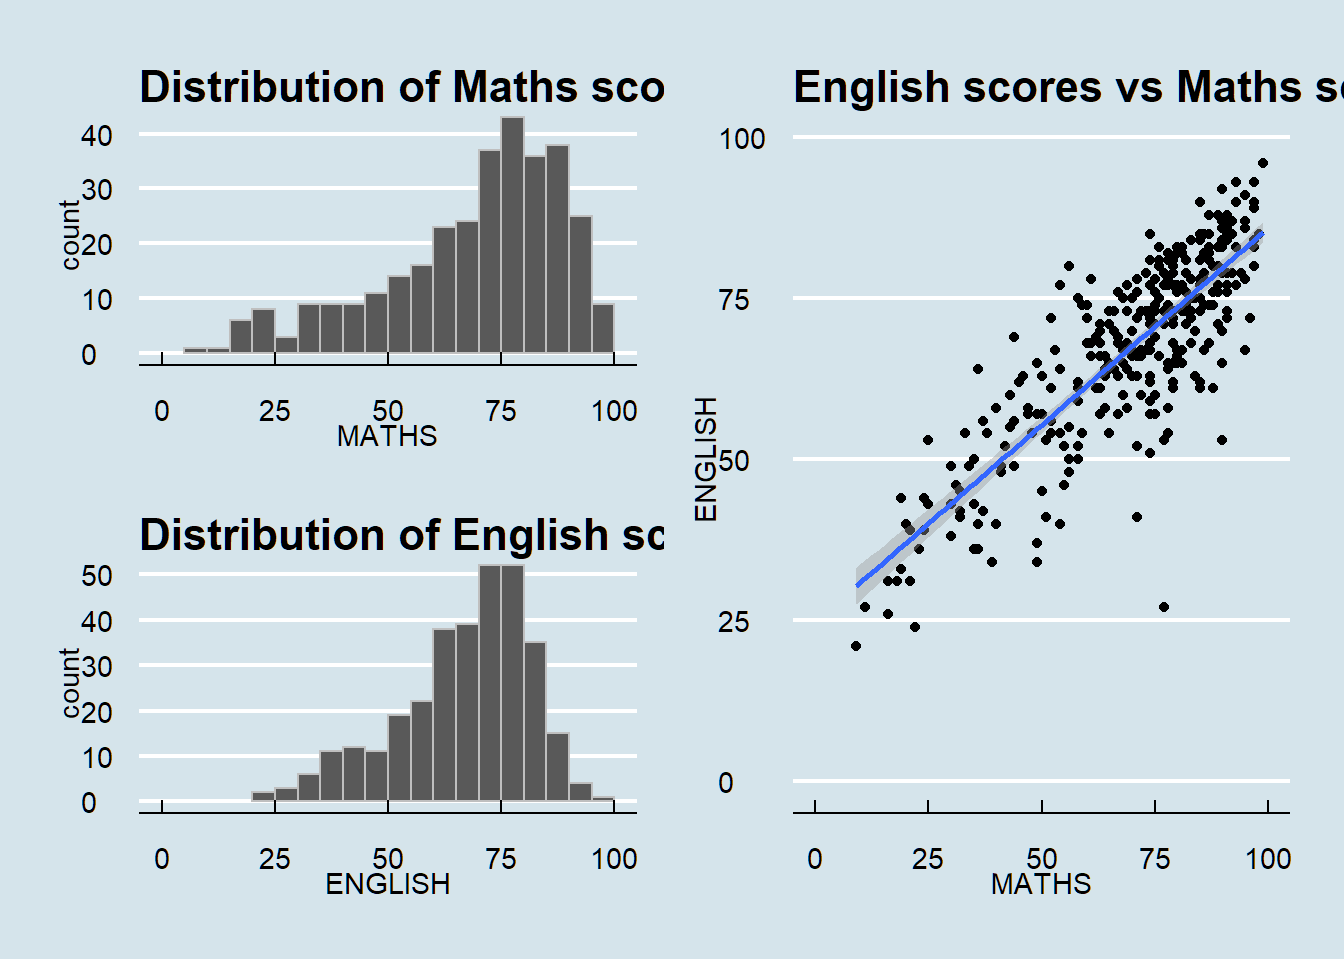 Distribution of Maths sco
40
30
20
10
0
count
0 25 50 75 100
MATHS
Distribution of English sc
50
40
30
20
10
0
count
0 25 50 75 100
ENGLISH
English scores vs Maths sc
100
75
50
25
0
ENGLISH
0 25 50 75 100
MATHS